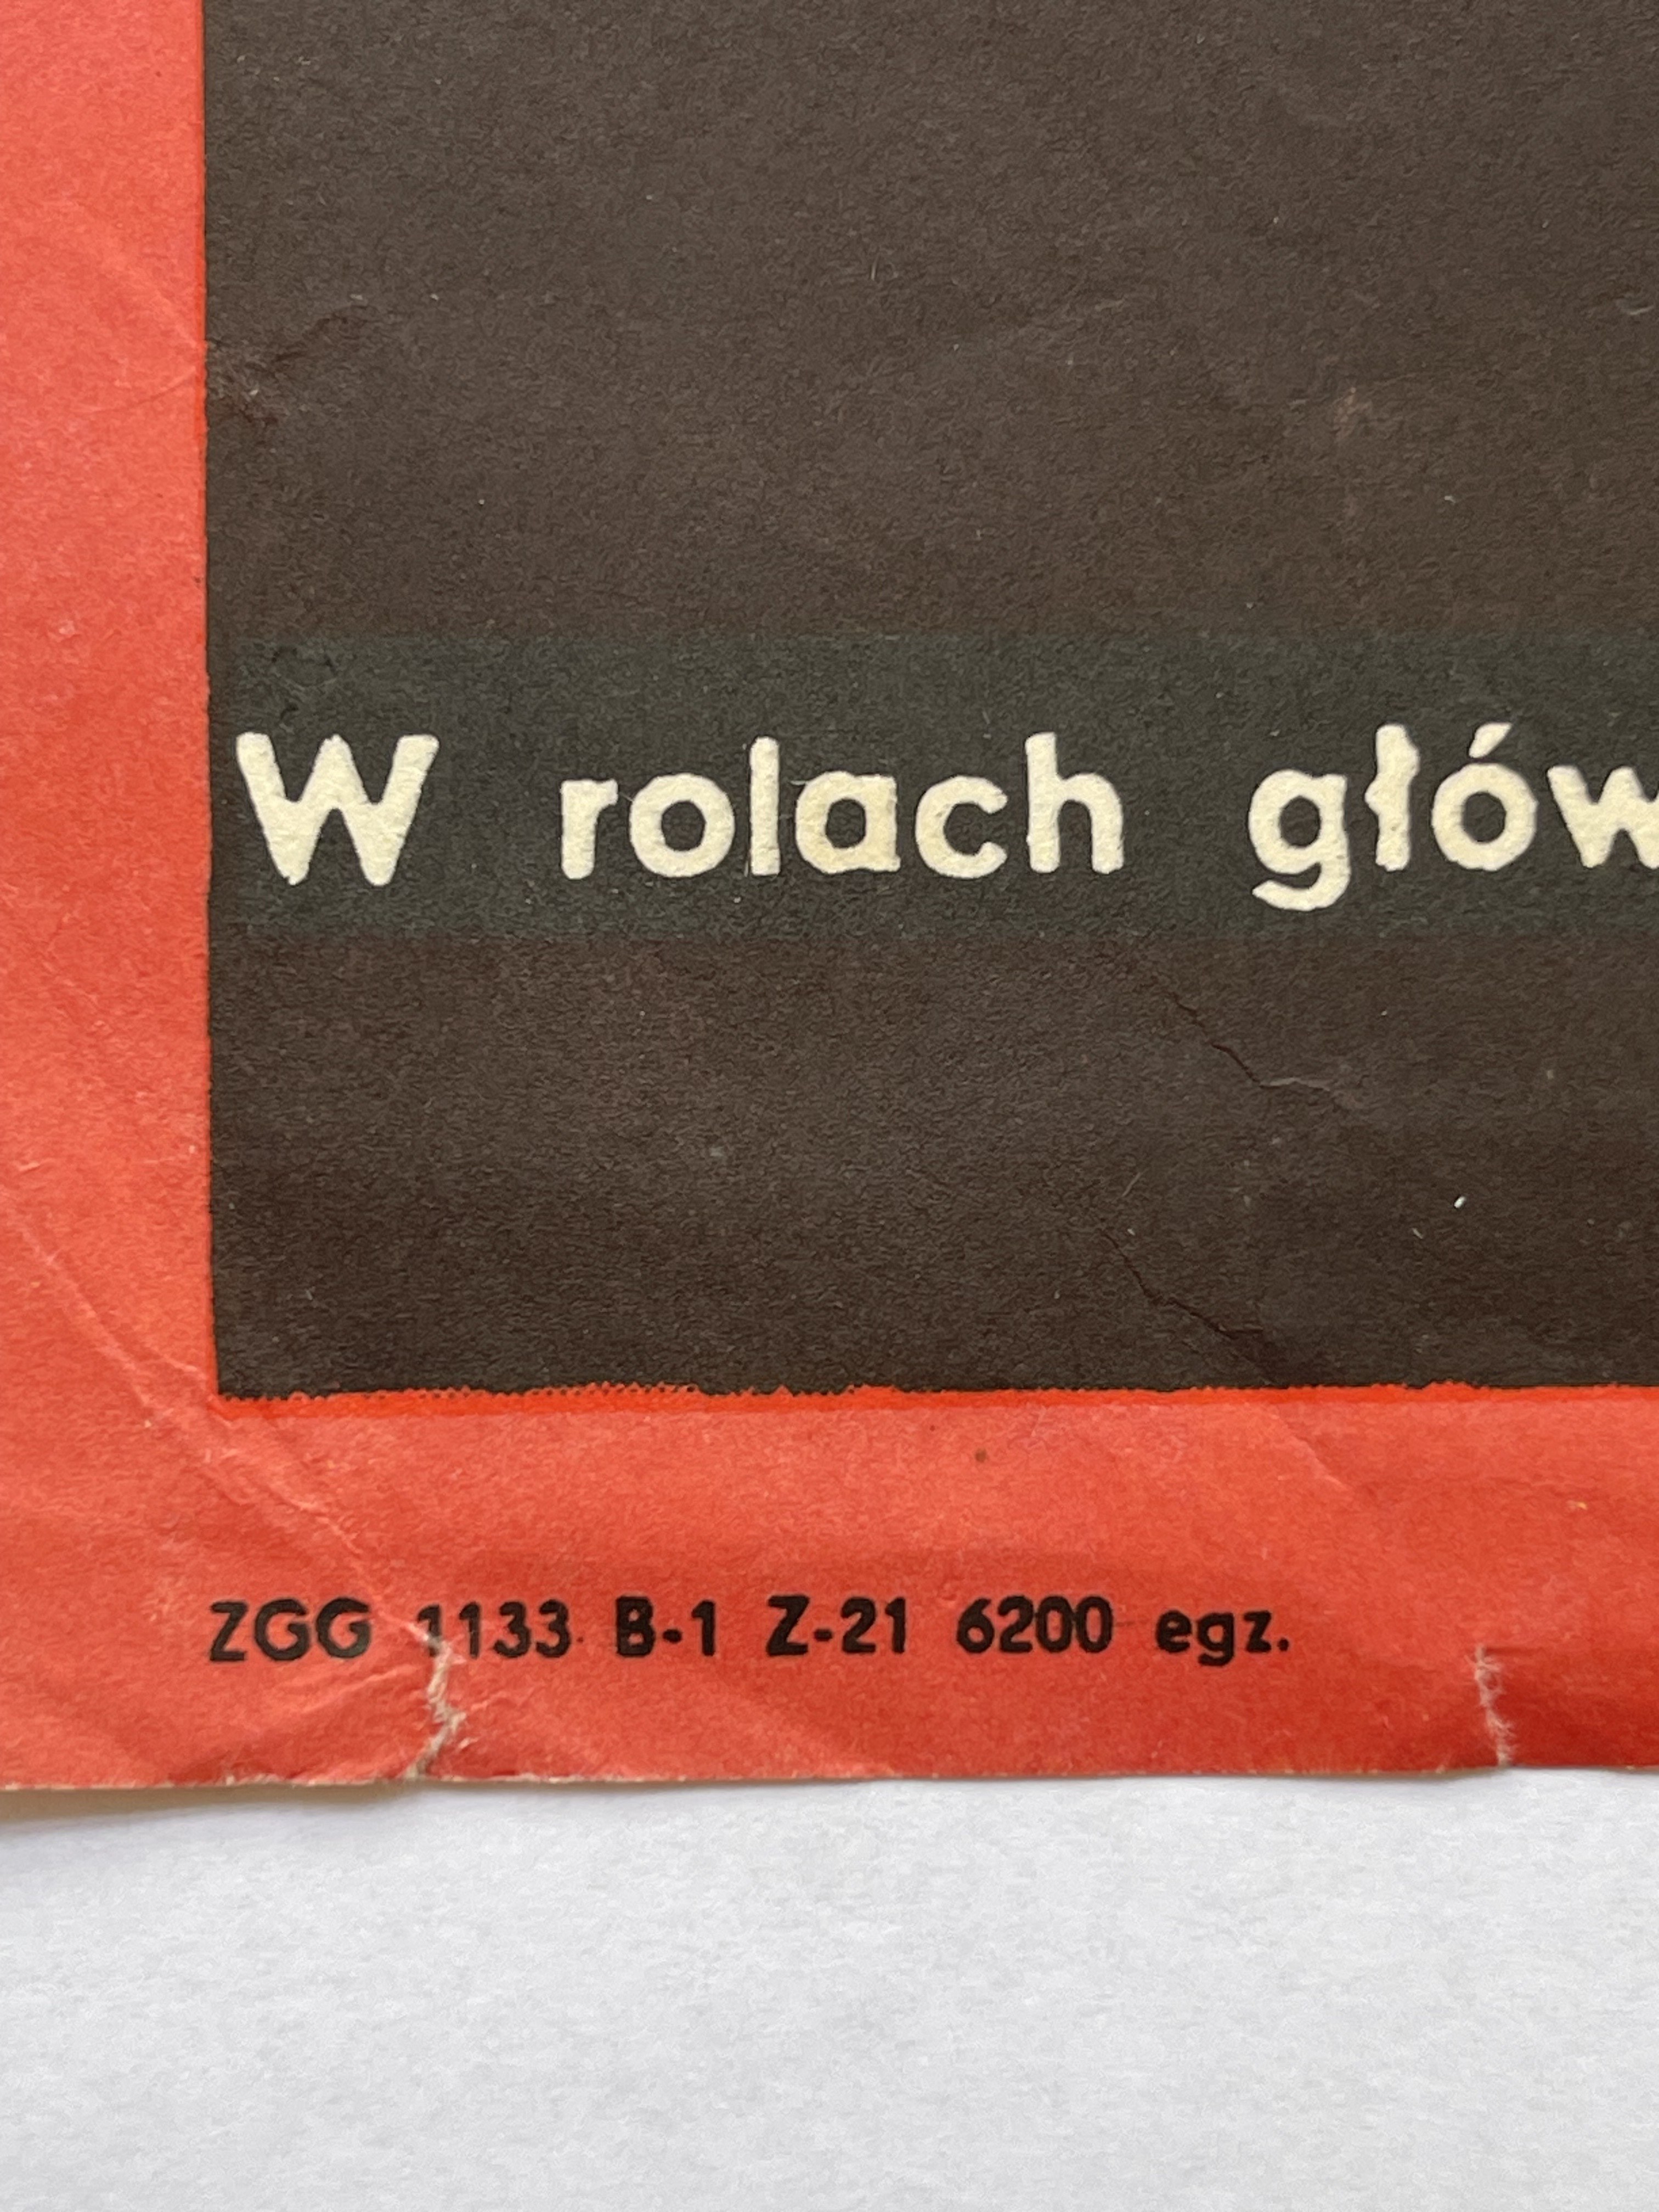 W rolach głów
ZGG 1133 B-1 Z-21 6200 egz.